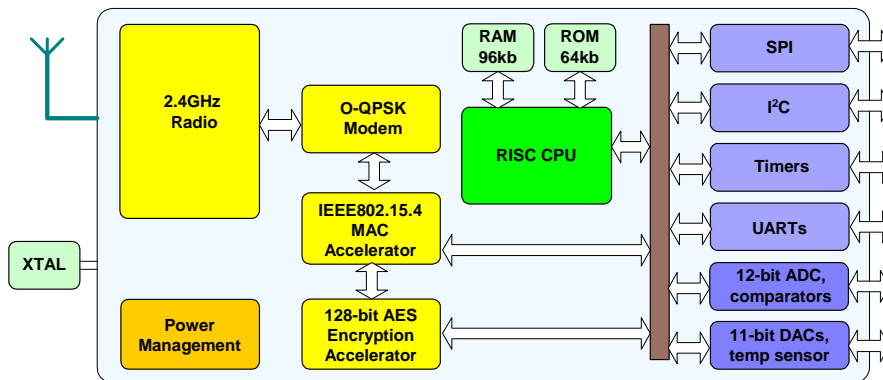 2.4GHz
Radio
O-QPSK
Modem
IEEE802.15.4
MAC
Accelerator
128-bit AES
Encryption
Accelerator
XTAL
Power
Management
RAM
96kb
ROM
64kb
RISC CPU
SPI
I²C
Timers
UARTs
12-bit ADC,
comparators
11-bit DACs,
temp sensor